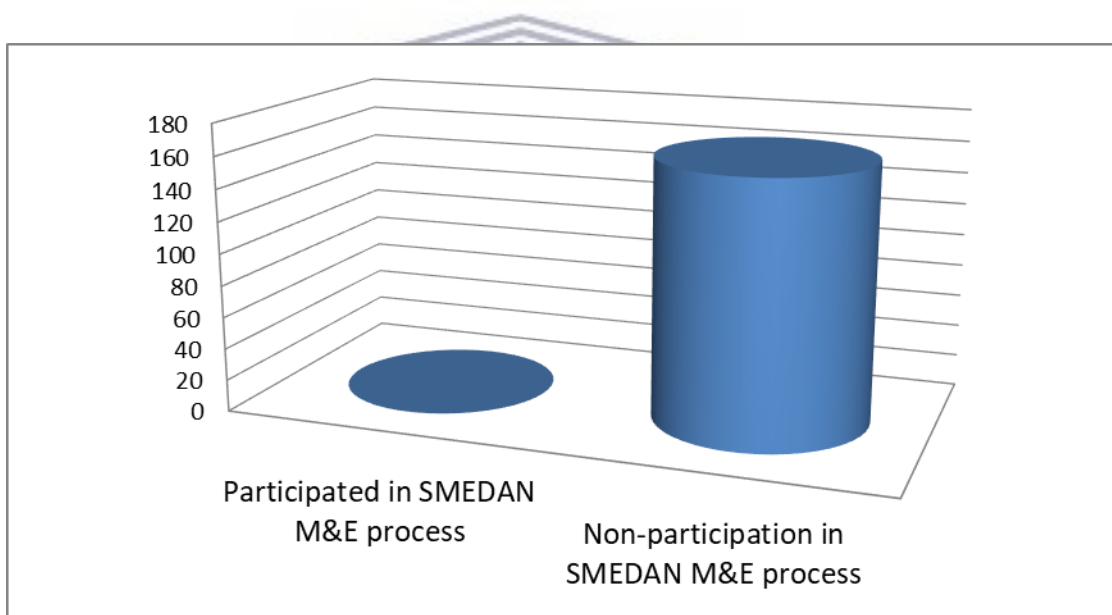 180
160
140
120
100
80
60
40
20
0
Participated in SMEDAN
M&E process
Non-participation in
SMEDAN M&E process